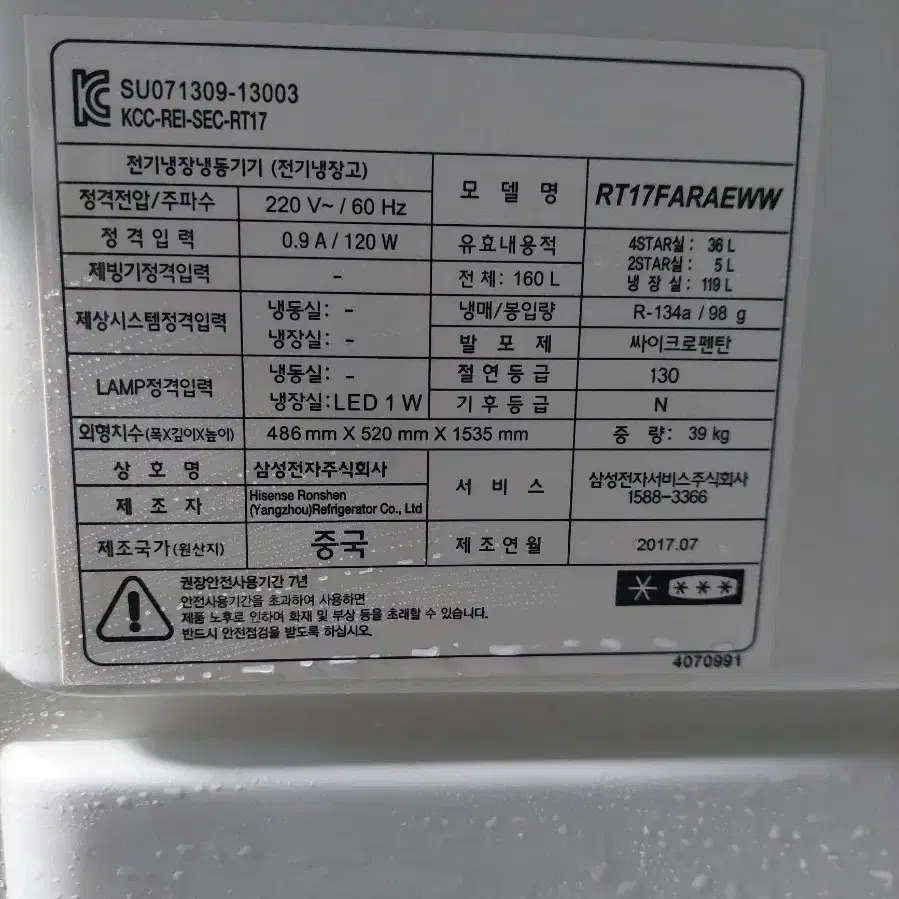 SU071309-13003
KCC-REI-SEC-RT17
전기냉장냉동기기 (전기냉장고)
모 델 명
RT17FARAEWW
정격전압/주파수
220 V~ / 60 Hz
정 격 입 력
0.9 A / 120 W
유효내용적
전 체: 160 L
4STAR실: 36 L
2STAR실: 5 L
냉 장 실: 119 L
제빙기정격입력
-
제상시스템정격입력
냉동실: -
냉장실: -
냉매/봉입량
R-134a / 98 g
발 포 제
싸이크로펜탄
LAMP정격입력
냉동실: -
냉장실:LED 1 W
절 연 등 급
130
기 후 등 급
N
외형치수(폭X깊이X높이)
486 mm X 520 mm X 1535 mm
중 량: 39 kg
상 호 명
삼성전자주식회사
제 조 자
Hisense Ronshen
(Yangzhou)Refrigerator Co., Ltd
서 비 스
삼성전자서비스주식회사
1588-3366
제조국가(원산지)
중국
제 조 연 월
2017.07
권장안전사용기간 7년
안전사용기간을 초과하여 사용하면
제품 노후로 인하여 화재 및 부상 등을 초래할 수 있습니다.
반드시 안전점검을 받도록 하십시오.
4070991